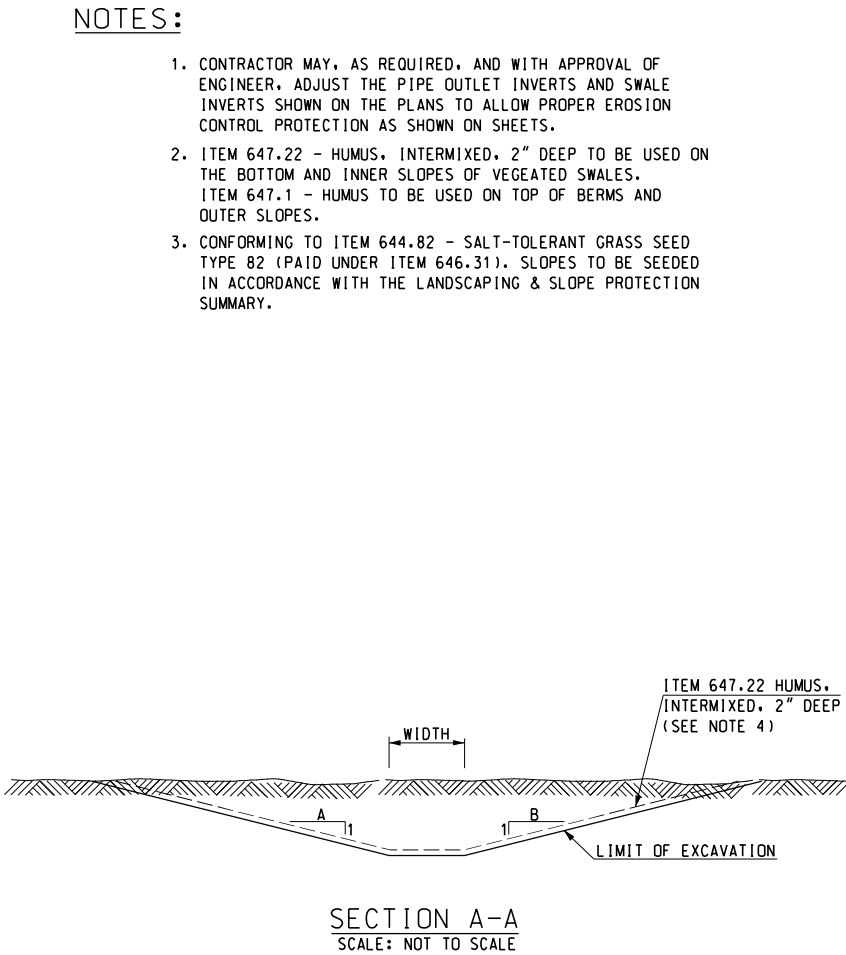 NOTES:
1. CONTRACTOR MAY, AS REQUIRED, AND WITH APPROVAL OF
ENGINEER, ADJUST THE PIPE OUTLET INVERTS AND SWALE
INVERTS SHOWN ON THE PLANS TO ALLOW PROPER EROSION
CONTROL PROTECTION AS SHOWN ON SHEETS.
2. ITEM 647.22 - HUMUS, INTERMIXED, 2" DEEP TO BE USED ON
THE BOTTOM AND INNER SLOPES OF VEGEATED SWALES.
ITEM 647.1 - HUMUS TO BE USED ON TOP OF BERMS AND
OUTER SLOPES.
3. CONFORMING TO ITEM 644.82 - SALT-TOLERANT GRASS SEED
TYPE 82 (PAID UNDER ITEM 646.31). SLOPES TO BE SEEDED
IN ACCORDANCE WITH THE LANDSCAPING & SLOPE PROTECTION
SUMMARY.
ITEM 647.22 HUMUS,
INTERMIXED, 2" DEEP
(SEE NOTE 4)
WIDTH
A
1
1
B
LIMIT OF EXCAVATION
SECTION A-A
SCALE: NOT TO SCALE